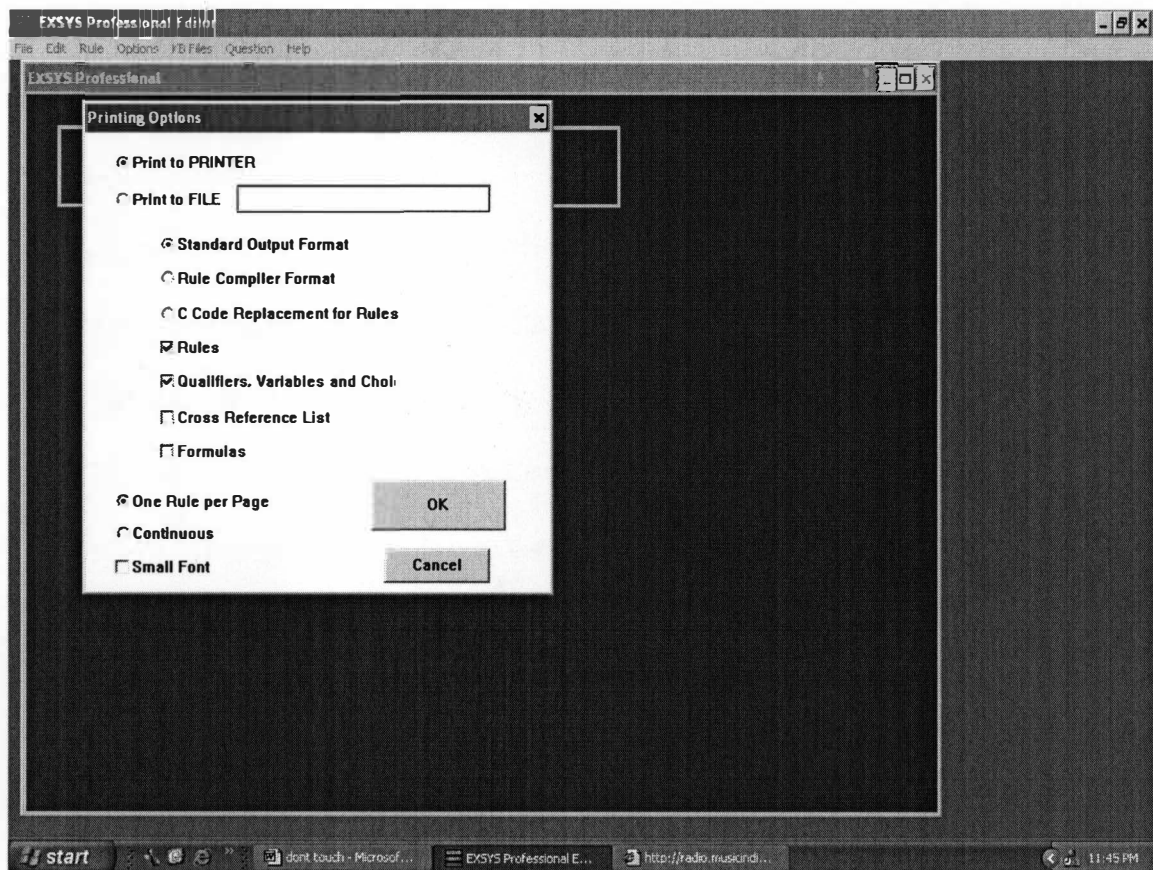 EXSYS Professional Editor
File Edit Rule Options KB Files Question Help
EXSYS Professional
Printing Options
Print to PRINTER
Print to FILE
Standard Output Format
Rule Compiler Format
C Code Replacement for Rules
Rules
Qualifiers, Variables and Choi
Cross Reference List
Formulas
One Rule per Page
OK
Continuous
Small Font
Cancel
start
dont touch - Microsof...
EXSYS Professional E...
http://radio.musicindi...
11:45 PM